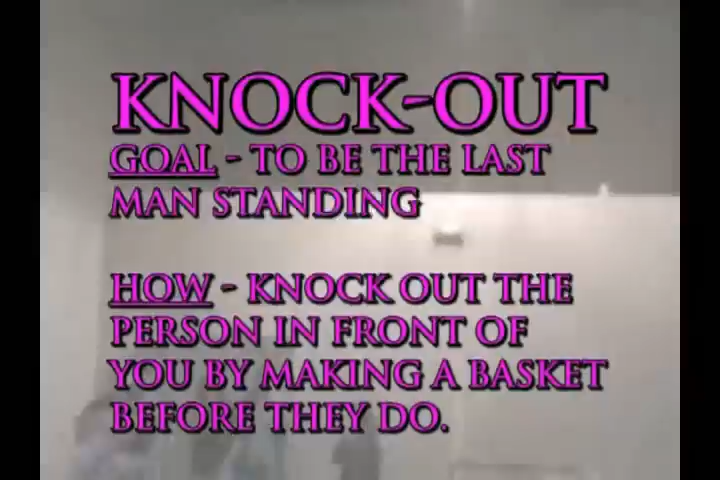 KNOCK-OUT
GOAL - TO BE THE LAST
MAN STANDING
HOW - KNOCK OUT THE
PERSON IN FRONT OF
YOU BY MAKING A BASKET
BEFORE THEY DO.